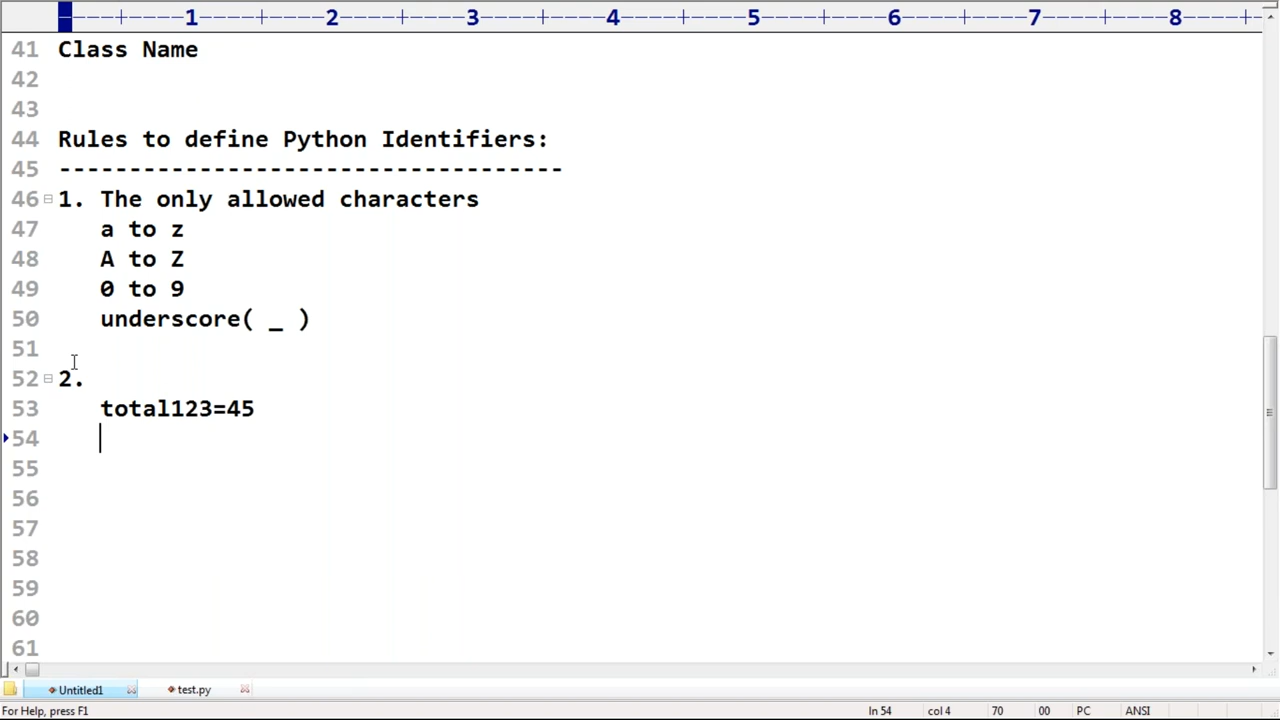 1 2 3 4 5 6 7 8
41 Class Name
42
43
44 Rules to define Python Identifiers:
45 ------------------------------------
46 1. The only allowed characters
47 a to z
48 A to Z
49 0 to 9
50 underscore( _ )
51
52 2.
53 total123=45
54
55
56
57
58
59
60
61
Untitled1 test.py
For Help, press F1 ln 54 col 4 70 00 PC ANSI